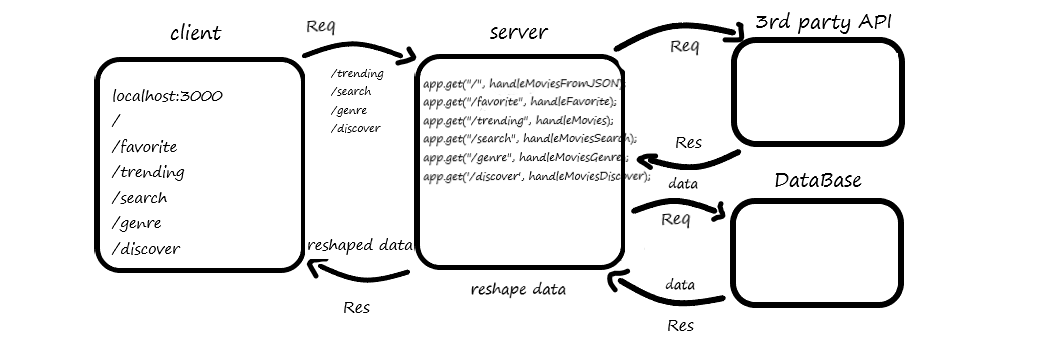 client
localhost:3000
/
/favorite
/trending
/search
/genre
/discover
Req
/trending
/search
/genre
/discover
reshaped data
Res
server
app.get("/", handleMoviesFromJSON);
app.get("/favorite", handleFavorite);
app.get("/trending", handleMovies);
app.get("/search", handleMoviesSearch);
app.get("/genre", handleMoviesGenre);
app.get('/discover', handleMoviesDiscover);
reshape data
Req
3rd party API
Res
data
Req
DataBase
data
Res